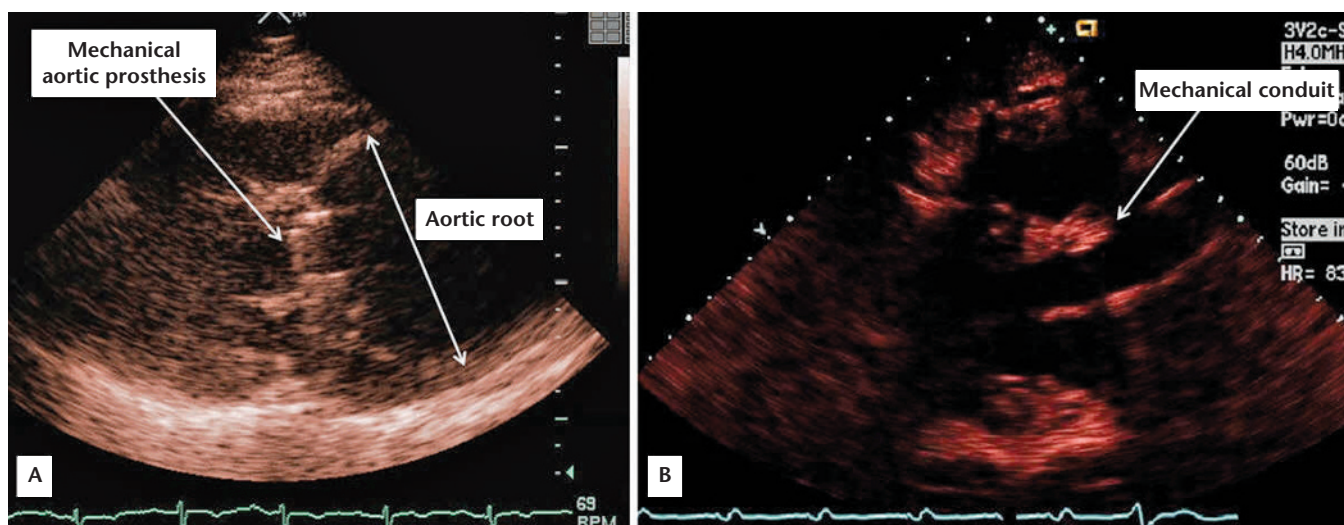 Mechanical
aortic prosthesis
Aortic root
A
69
BPM
Mechanical conduit
3V2c-S
H4.0MH
Pwr=0d
60dB
Gain=
Store in
HR= 83
B